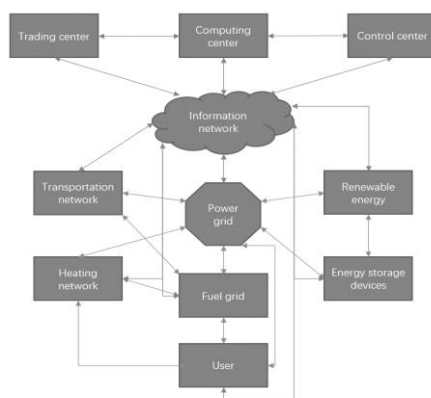 Trading center
Computing
center
Control center
Information
network
Transportation
network
Power
grid
Renewable
energy
Heating
network
Fuel grid
Energy storage
devices
User